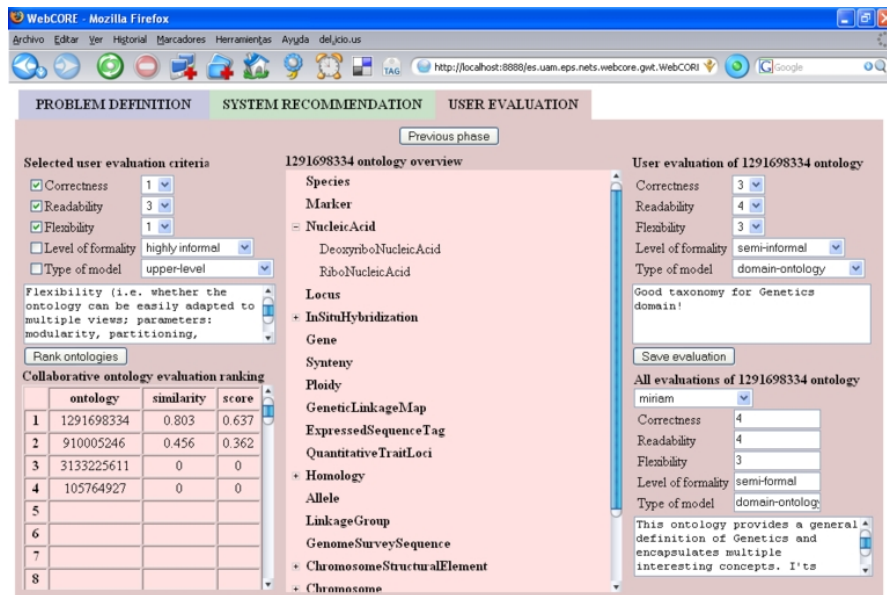 WebCORE - Mozilla Firefox
Archivo Editar Ver Historial Marcadores Herramientas Ayuda del.icio.us
TAG http://localhost:8888/es.uam.eps.nets.webcore.gwt.WebCORI Google
PROBLEM DEFINITION SYSTEM RECOMMENDATION USER EVALUATION
Previous phase
Selected user evaluation criteria
Correctness 1
Readability 3
Flexibility 1
Level of formality highly informal
Type of model upper-level
Flexibility (i.e. whether the
ontology can be easily adapted to
multiple views; parameters:
modularity, partitioning,
Rank ontologies
Collaborative ontology evaluation ranking
ontology similarity score
1 1291698334 0.803 0.637
2 910005246 0.456 0.362
3 3133225611 0 0
4 105764927 0 0
5
6
7
8
1291698334 ontology overview
Species
Marker
NucleicAcid
DeoxyriboNucleicAcid
RiboNucleicAcid
Locus
InSituHybridization
Gene
Synteny
Ploidy
GeneticLinkageMap
ExpressedSequenceTag
QuantitativeTraitLoci
Homology
Allele
LinkageGroup
GenomeSurveySequence
ChromosomeStructuralElement
Chromosome
User evaluation of 1291698334 ontology
Correctness 3
Readability 4
Flexibility 3
Level of formality semi-informal
Type of model domain-ontology
Good taxonomy for Genetics
domain!
Save evaluation
All evaluations of 1291698334 ontology
miriam
Correctness 4
Readability 4
Flexibility 3
Level of formality semi-formal
Type of model domain-ontology
This ontology provides a general
definition of Genetics and
encapsulates multiple
interesting concepts. I'ts